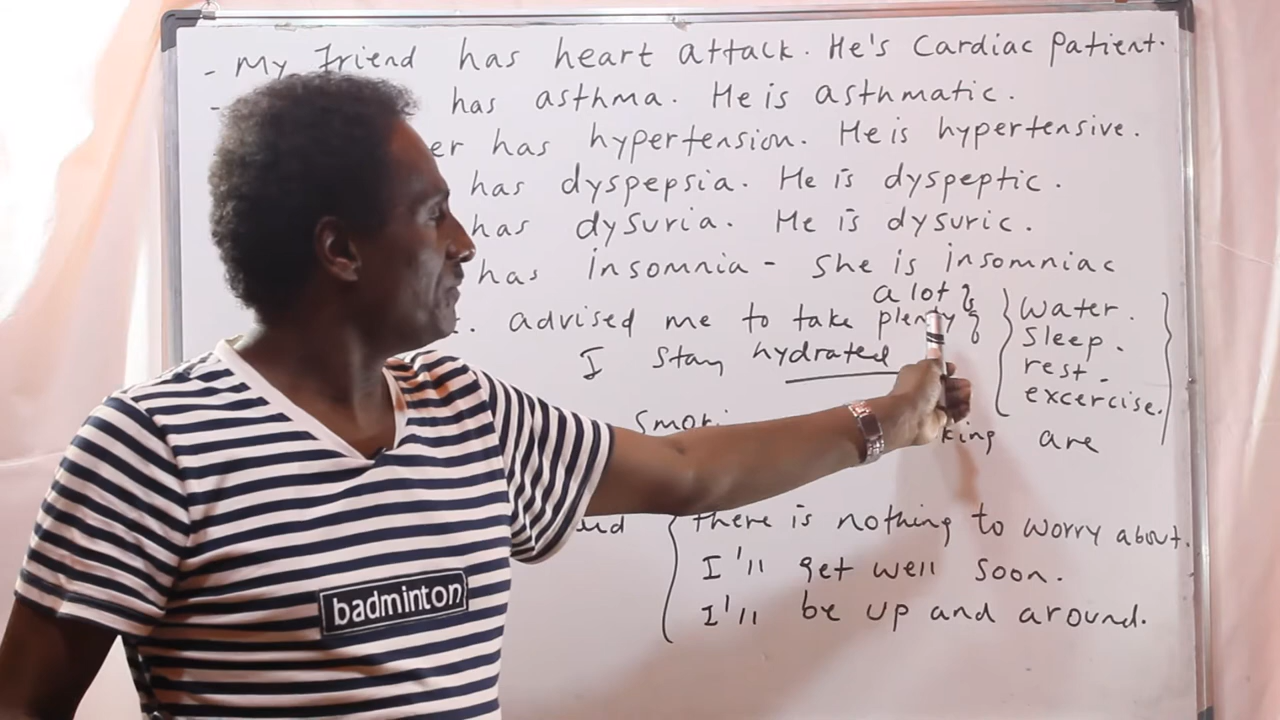 - My friend has heart attack. He's Cardiac patient.
- has asthma. He is asthmatic.
er has hypertension. He is hypertensive.
has dyspepsia. He is dyspeptic.
has dysuria. He is dysuric.
has insomnia - She is insomniac
a lot
advised me to take plenty
water.
Sleep.
rest.
excercise.
I stay hydrated
Smoki
king are
there is nothing to worry about.
I'll get well soon.
I'll be up and around.
badminton